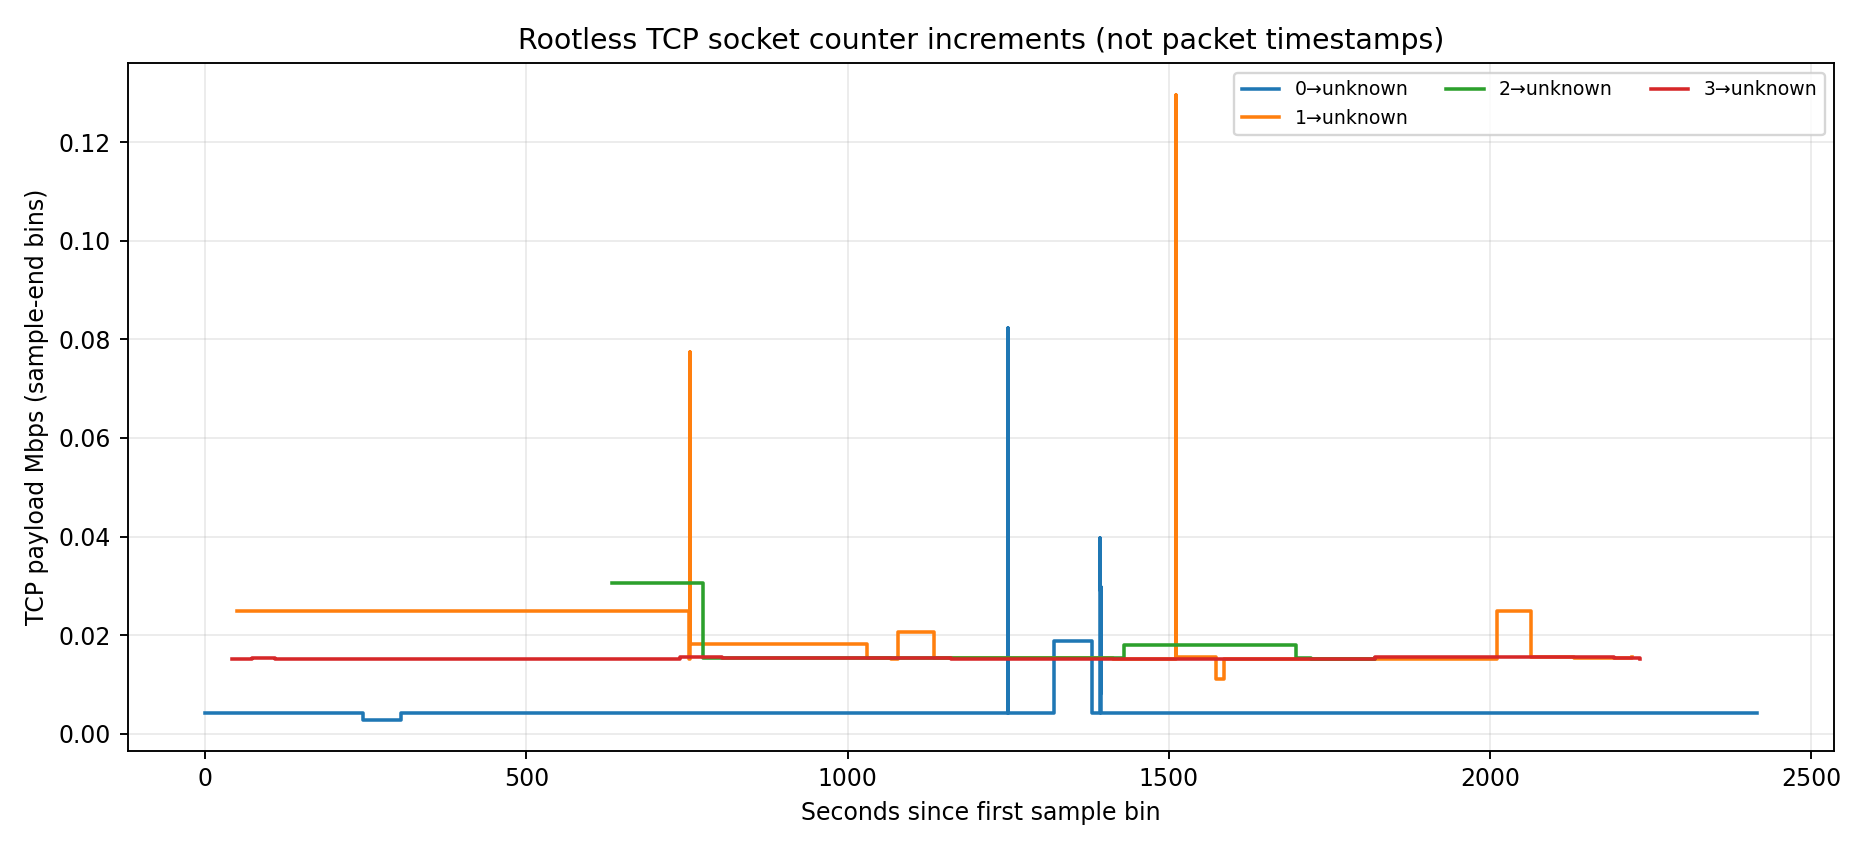 Rootless TCP socket counter increments (not packet timestamps)
0→unknown
1→unknown
2→unknown
3→unknown
TCP payload Mbps (sample-end bins)
0.12
0.10
0.08
0.06
0.04
0.02
0.00
0 500 1000 1500 2000 2500
Seconds since first sample bin